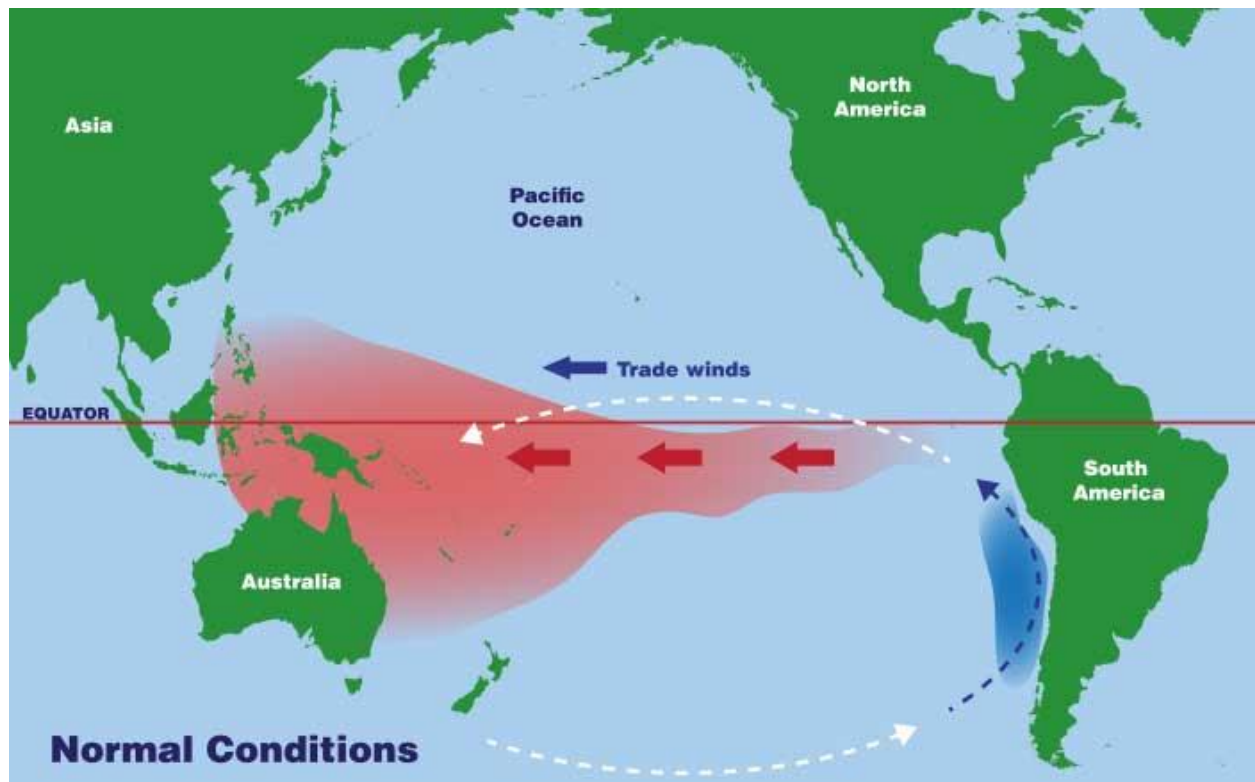 Asia
North
America
Pacific
Ocean
Trade winds
EQUATOR
South
America
Australia
Normal Conditions